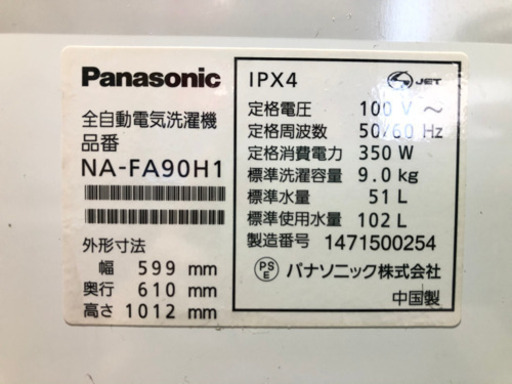 Panasonic
全自動電気洗濯機
品番
NA-FA90H1
外形寸法
幅 599 mm
奥行 610 mm
高さ 1012 mm
IPX4
JET
定格電圧 100 V ～
定格周波数 50/60 Hz
定格消費電力 350 W
標準洗濯容量 9.0 kg
標準水量 51 L
標準使用水量 102 L
製造番号 1471500254
PS E パナソニック株式会社
中国製